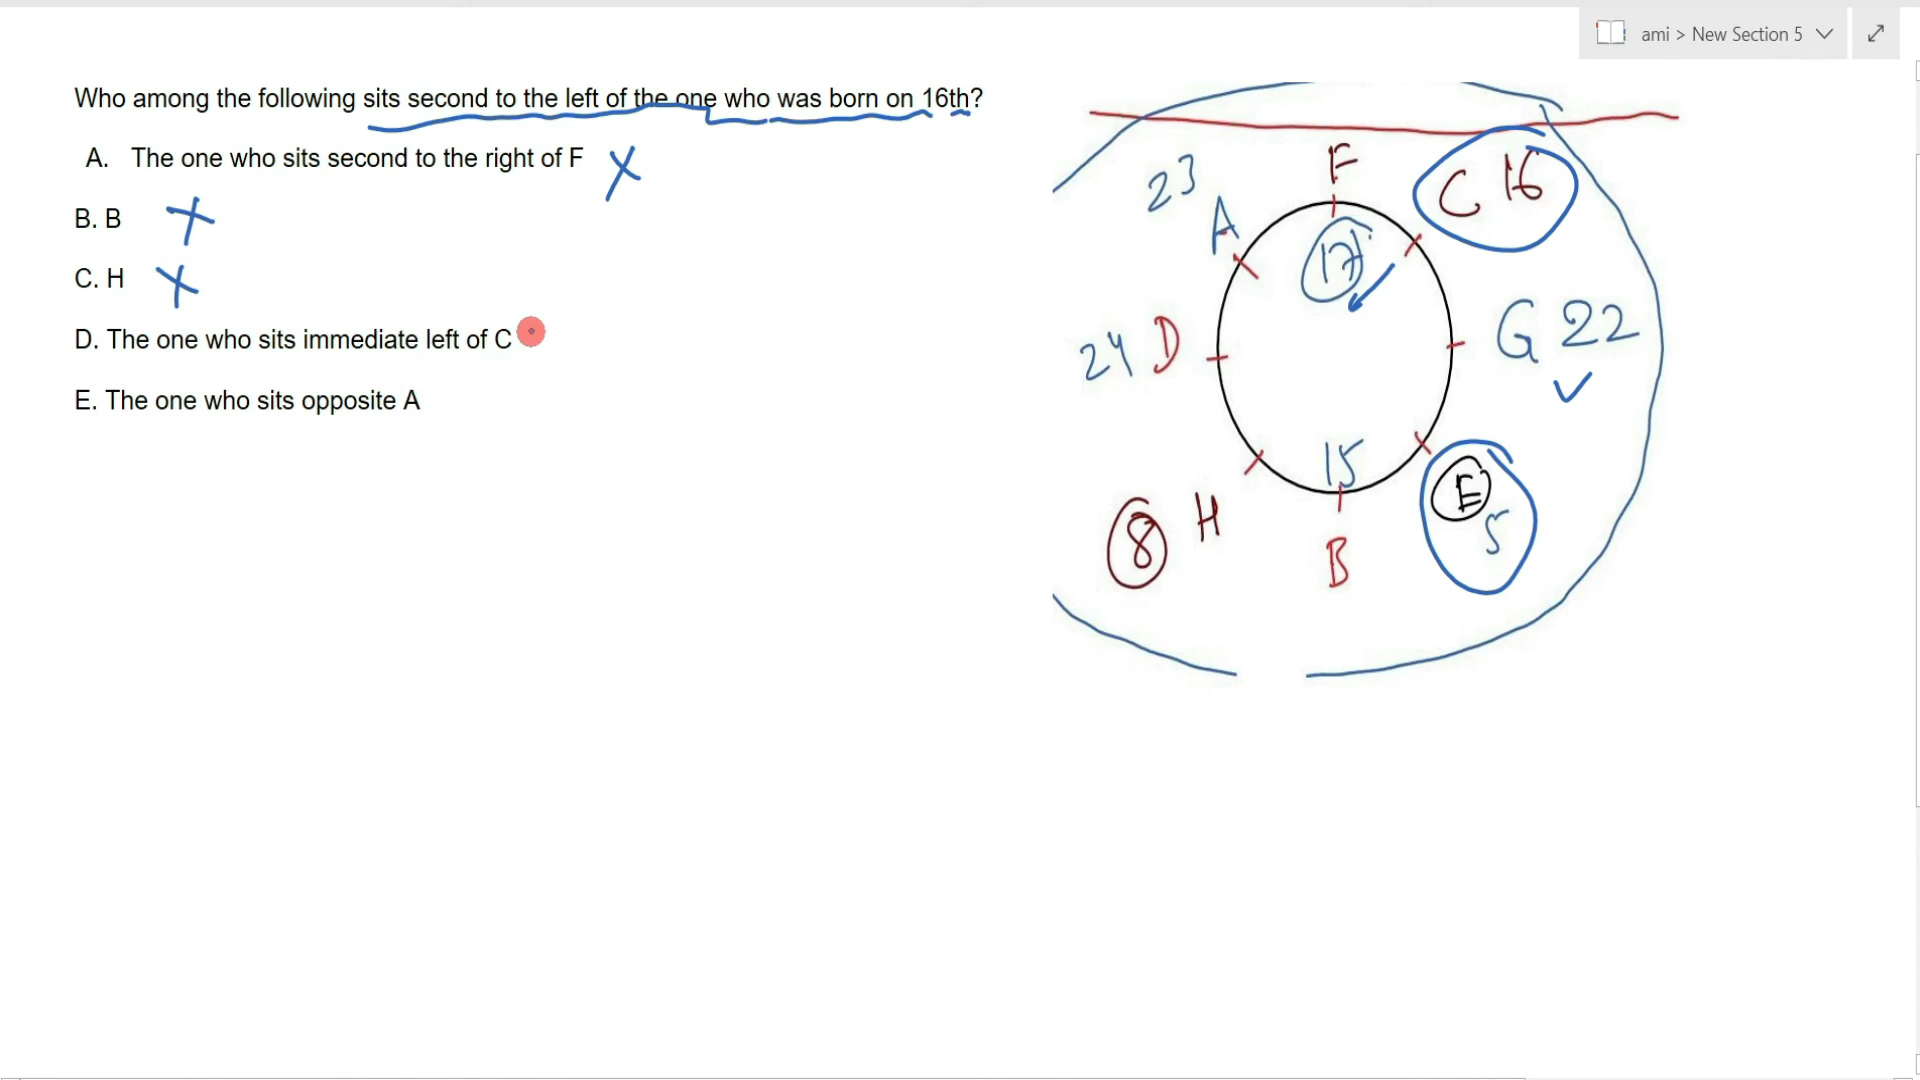 ami > New Section 5
Who among the following sits second to the left of the one who was born on 16th?
A. The one who sits second to the right of F
B. B
C. H
D. The one who sits immediate left of C
E. The one who sits opposite A
F
C 16
23
A
17
G 22
24 D
15
E
5
8 H
B